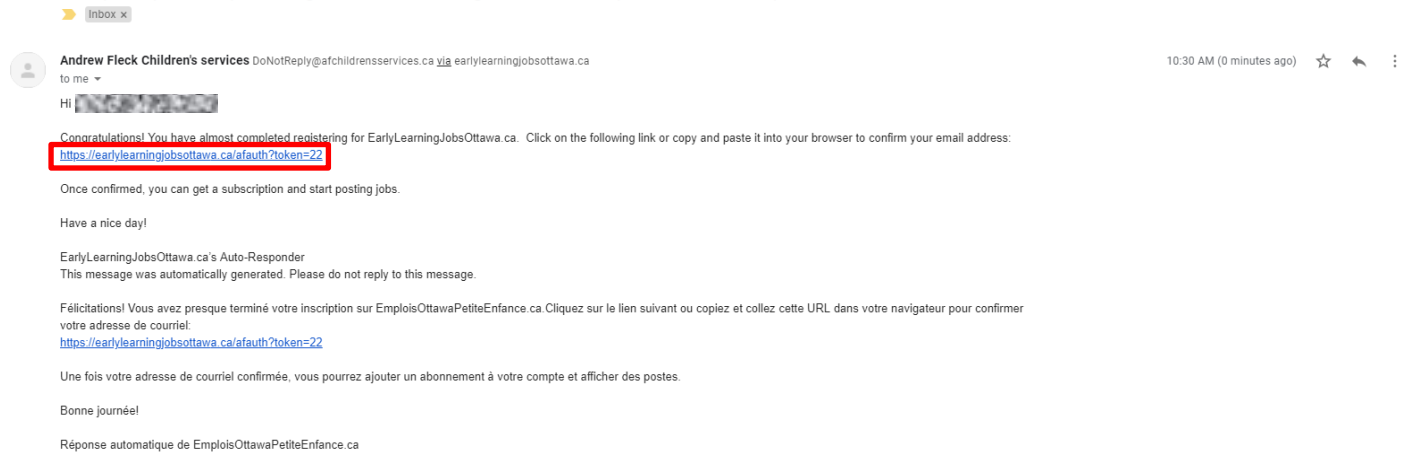 Inbox x
Andrew Fleck Children's services DoNotReply@afchildrensservices.ca via earlylearningjobsottawa.ca 10:30 AM (0 minutes ago)
to me
Hi
Congratulations! You have almost completed registering for EarlyLearningJobsOttawa.ca. Click on the following link or copy and paste it into your browser to confirm your email address:
https://earlylearningjobsottawa.ca/afauth?token=22
Once confirmed, you can get a subscription and start posting jobs.
Have a nice day!
EarlyLearningJobsOttawa.ca's Auto-Responder
This message was automatically generated. Please do not reply to this message.
Félicitations! Vous avez presque terminé votre inscription sur EmploisOttawaPetiteEnfance.ca.Cliquez sur le lien suivant ou copiez et collez cette URL dans votre navigateur pour confirmer
votre adresse de courriel:
https://earlylearningjobsottawa.ca/afauth?token=22
Une fois votre adresse de courriel confirmée, vous pourrez ajouter un abonnement à votre compte et afficher des postes.
Bonne journée!
Réponse automatique de EmploisOttawaPetiteEnfance.ca